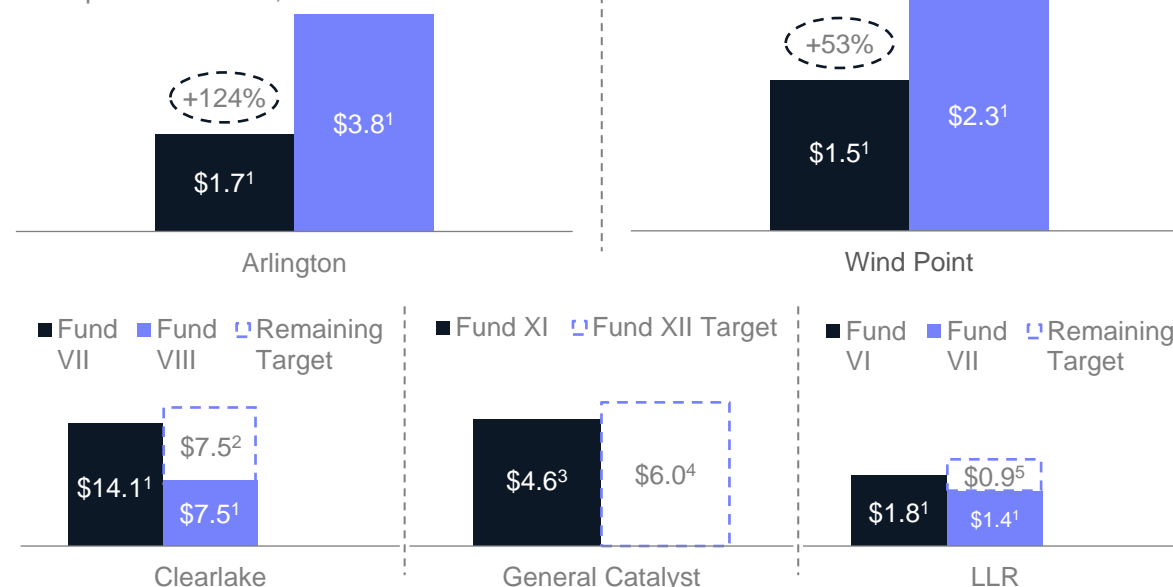 +124%
$3.8¹
$1.7¹
Arlington
+53%
$2.3¹
$1.5¹
Wind Point
Fund VII
Fund VIII
Remaining Target
$7.5²
$14.1¹
$7.5¹
Clearlake
Fund XI
Fund XII Target
$4.6³
$6.0⁴
General Catalyst
Fund VI
Fund VII
Remaining Target
$0.9⁵
$1.8¹
$1.4¹
LLR